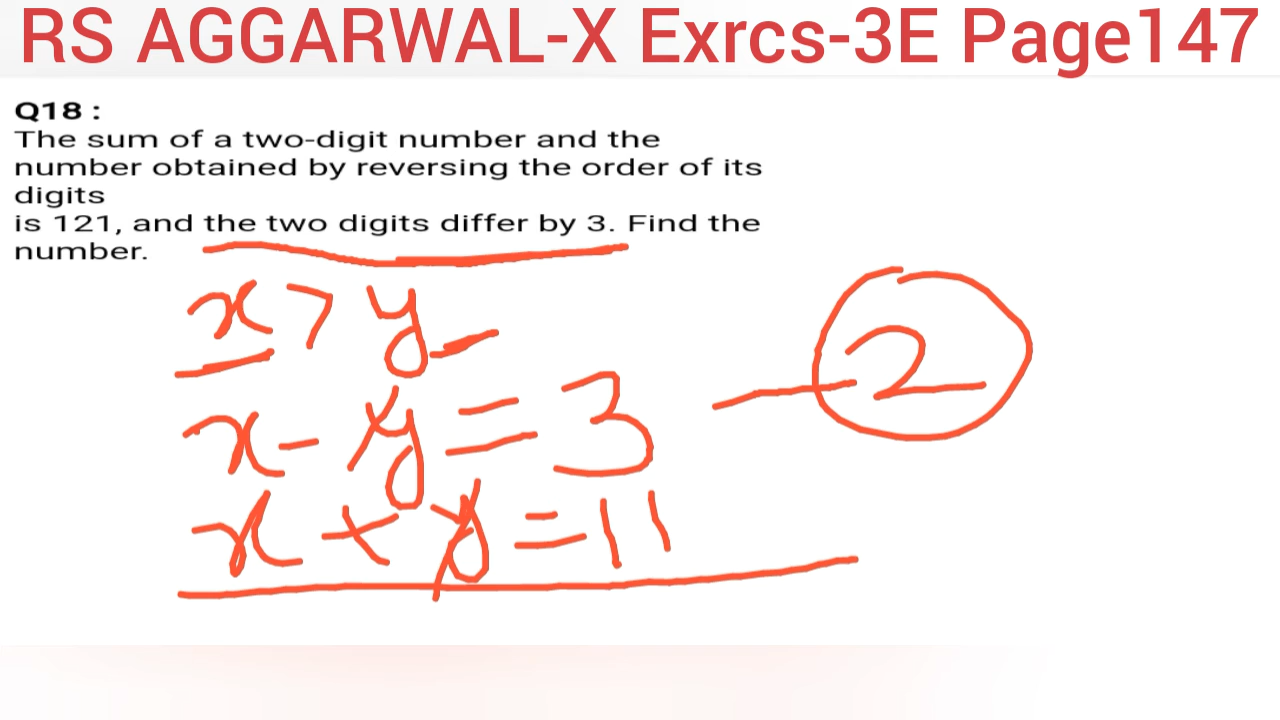 RS AGGARWAL-X Exrcs-3E Page147
Q18 :
The sum of a two-digit number and the
number obtained by reversing the order of its
digits
is 121, and the two digits differ by 3. Find the
number.
x > y
x - y = 3 — 2
x + y = 11